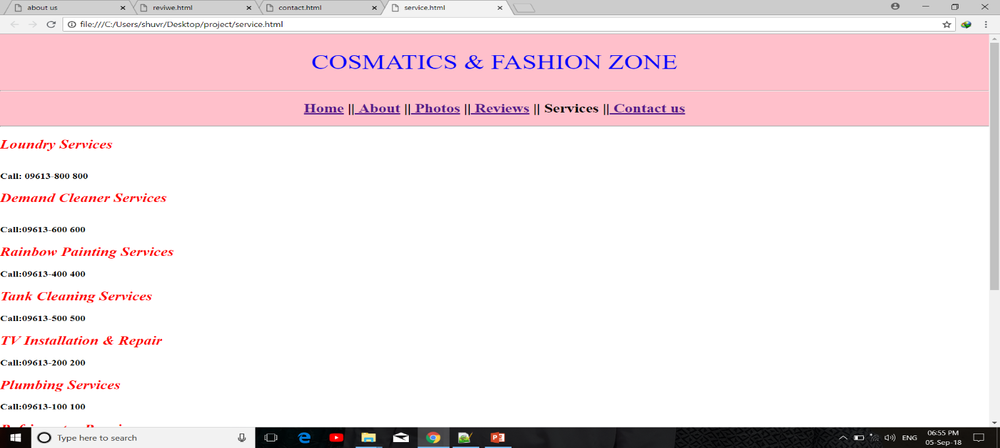 about us
reviwe.html
contact.html
service.html
file:///C:/Users/shuvr/Desktop/project/service.html
COSMATICS & FASHION ZONE
Home || About || Photos || Reviews || Services || Contact us
Loundry Services
Call: 09613-800 800
Demand Cleaner Services
Call:09613-600 600
Rainbow Painting Services
Call:09613-400 400
Tank Cleaning Services
Call:09613-500 500
TV Installation & Repair
Call:09613-200 200
Plumbing Services
Call:09613-100 100
Type here to search
ENG
06:55 PM
05-Sep-18